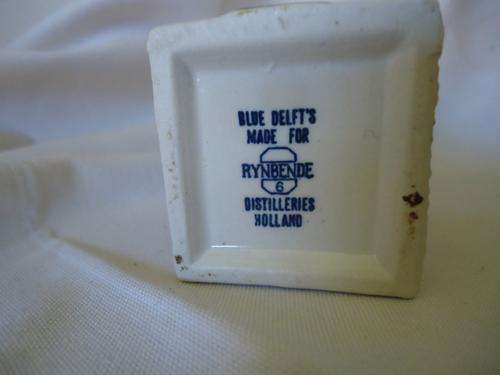 BLUE DELFT'S
MADE FOR
RYNBENDE
6
DISTILLERIES
HOLLAND